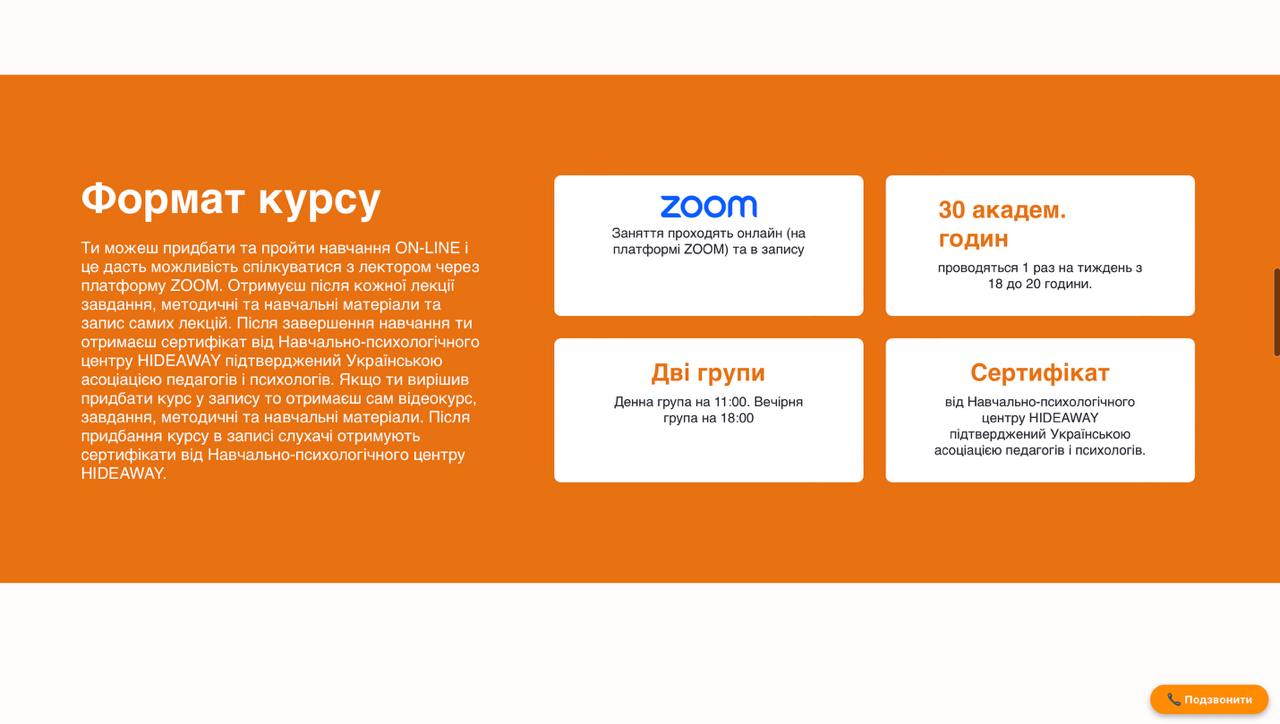 Формат курсу
Ти можеш придбати та пройти навчання ON-LINE і
це дасть можливість спілкуватися з лектором через
платформу ZOOM. Отримуєш після кожної лекції
завдання, методичні та навчальні матеріали та
запис самих лекцій. Після завершення навчання ти
отримаєш сертифікат від Навчально-психологічного
центру HIDEAWAY підтверджений Українською
асоціацією педагогів і психологів. Якщо ти вирішив
придбати курс у запису то отримаєш сам відеокурс,
завдання, методичні та навчальні матеріали. Після
придбання курсу в записі слухачі отримують
сертифікати від Навчально-психологічного центру
HIDEAWAY.
zoom
Заняття проходять онлайн (на
платформі ZOOM) та в запису
30 академ.
годин
проводяться 1 раз на тиждень з
18 до 20 години.
Дві групи
Денна група на 11:00. Вечірня
група на 18:00
Сертифікат
від Навчально-психологічного
центру HIDEAWAY
підтверджений Українською
асоціацією педагогів і психологів.
Подзвонити